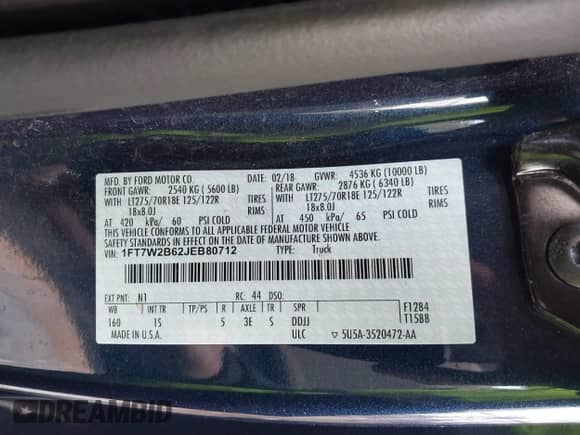 MFD. BY FORD MOTOR CO. 02/18 GVWR: 4536 KG (10000 LB)
FRONT GAWR: 2540 KG ( 5600 LB) REAR GAWR: 2876 KG ( 6340 LB)
WITH LT275/70R18E 125/122R TIRES WITH LT275/70R18E 125/122R TIRES
18x8.0J RIMS 18x8.0J RIMS
AT 420 kPa/ 60 PSI COLD AT 450 kPa/ 65 PSI COLD
THIS VEHICLE CONFORMS TO ALL APPLICABLE FEDERAL MOTOR VEHICLE
SAFETY STANDARDS IN EFFECT ON THE DATE OF MANUFACTURE SHOWN ABOVE.
VIN: 1FT7W2B62JEB80712 TYPE: Truck
EXT PNT: N1 RC: 44 DSO:
WB INT TR TP/PS R AXLE TR SPR F1284
160 1S 5 3E S DDJJ T15BB
MADE IN U.S.A. ULC ▽ 5U5A-3520472-AA
DREAMBID